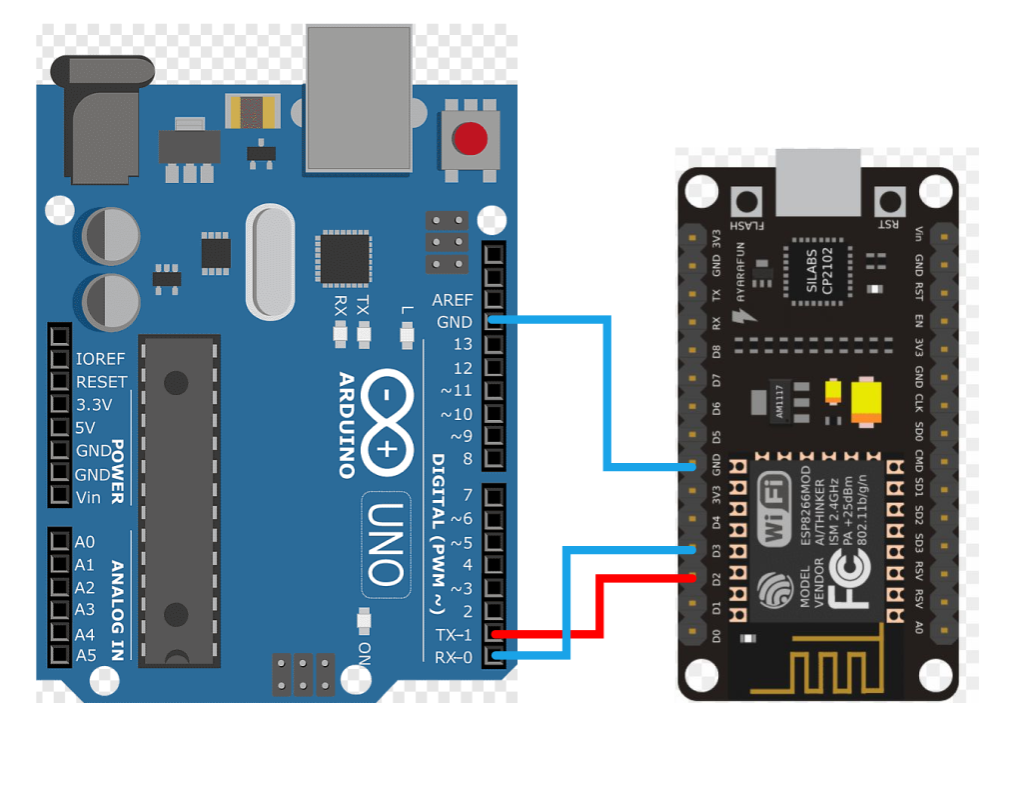 IOREF
RESET
3.3V
5V
GND
GND
Vin
POWER
A0
A1
A2
A3
A4
A5
ANALOG IN
RX
TX
L
ARDUINO
UNO
ON
AREF
GND
13
12
~11
~10
~9
8
7
~6
~5
4
~3
2
TX→1
RX←0
DIGITAL (PWM ~)
FLASH
RST
3V3
GND
TX
RX
D8
D7
D6
D5
GND
3V3
D4
D3
D2
D1
D0
AYARAFUN
SILABS
CP2102
AM1117
WiFi
ESP8266MOD
AI/THINKER
ISM 2.4GHz
PA +25dBm
802.11b/g/n
MODEL
VENDOR
FC
Vin
GND
RST
EN
3V3
GND
CLK
SD0
CMD
SD1
SD2
SD3
RSV
RSV
A0